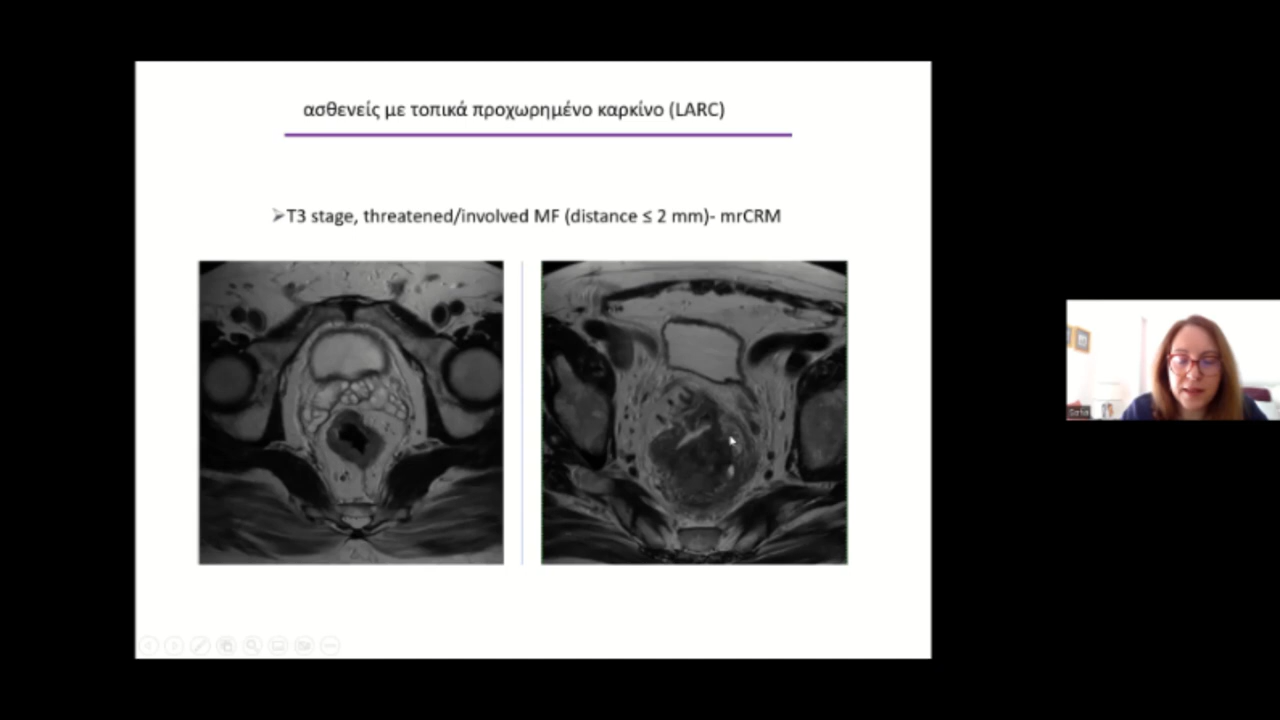 ασθενείς με τοπικά προχωρημένο καρκίνο (LARC)
➢T3 stage, threatened/involved MF (distance ≤ 2 mm)- mrCRM